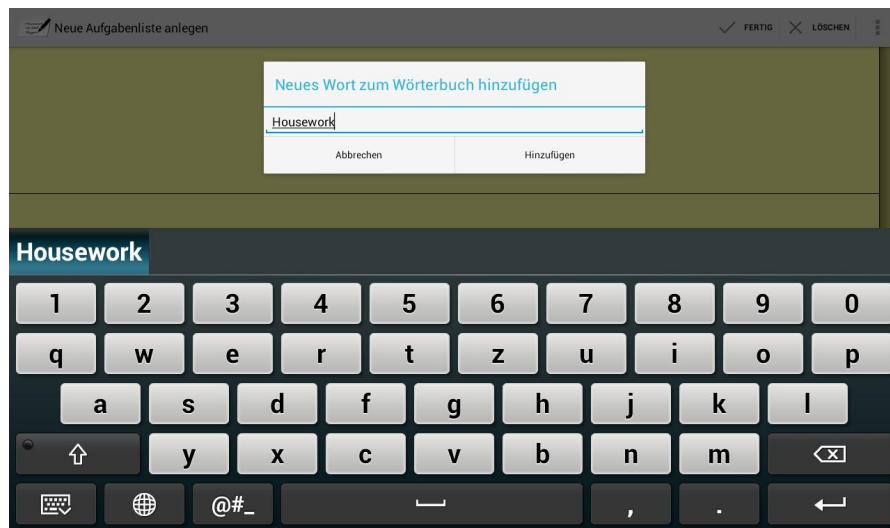 Neue Aufgabenliste anlegen FERTIG LÖSCHEN
Neues Wort zum Wörterbuch hinzufügen
Housework
Abbrechen Hinzufügen
Housework
1 2 3 4 5 6 7 8 9 0
q w e r t z u i o p
a s d f g h j k l
y x c v b n m
@#_ , .